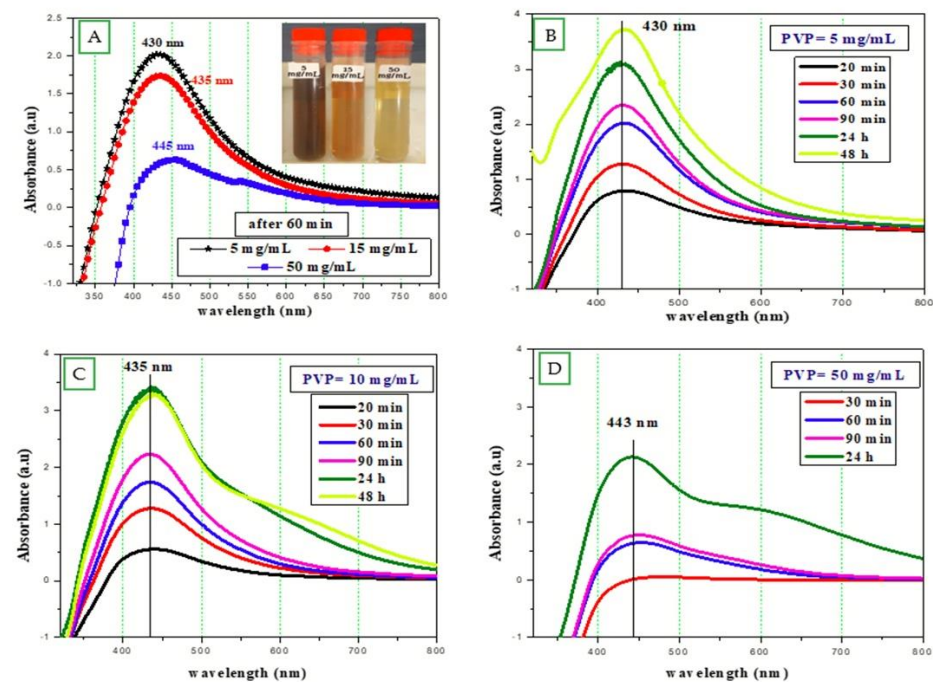 A
430 nm
435 nm
445 nm
5
mg/mL
15
mg/mL
50
mg/mL
after 60 min
5 mg/mL
15 mg/mL
50 mg/mL
Absorbance (a.u)
2.5
2.0
1.5
1.0
0.5
0.0
0.5
-1.0
350
400
450
500
550
600
650
700
750
800
wavelength (nm)
B
430 nm
PVP= 5 mg/mL
20 min
30 min
60 min
90 min
24 h
48 h
Absorbance (a.u)
4
3
2
1
0
-1
400
500
600
700
800
wavelength (nm)
C
435 nm
PVP= 10 mg/mL
20 min
30 min
60 min
90 min
24 h
48 h
Absorbance (a.u)
4
3
2
1
0
-1
400
500
600
700
800
wavelength (nm)
D
443 nm
PVP= 50 mg/mL
30 min
60 min
90 min
24 h
Absorbance (a.u)
4
3
2
1
0
-1
400
500
600
700
800
wavelength (nm)